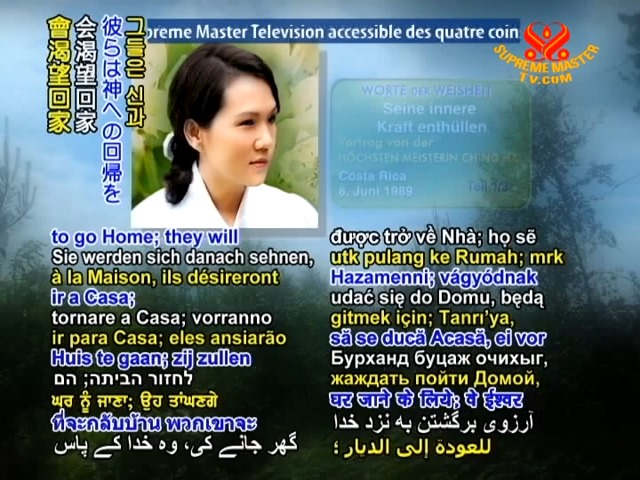 preme Master Television accessible des quatre coin
SUPREME MASTER
TV.COM
그들은 신과
彼らは神への回帰を
会渴望回家
會渴望回家
WORTE DER WEISHEIT
Seine innere
Kraft enthüllen
Vortrag von der
HÖCHSTEN MEISTERIN CHING HA
Costa Rica
8. Juni 1989
Teil 1/3
to go Home; they will
Sie werden sich danach sehnen,
à la Maison, ils désireront
ir a Casa;
tornare a Casa; vorranno
ir para Casa; eles ansiarão
Huis te gaan; zij zullen
לחזור הביתה; הם
ਘਰ ਨੂੰ ਜਾਣਾ; ਉਹ ਤਾਂਘਣਗੇ
ที่จะกลับบ้าน พวกเขาจะ
گھر جانے کی، وہ خدا کے پاس
được trở về Nhà; họ sẽ
utk pulang ke Rumah; mrk
Hazamenni; vágyódnak
udać się do Domu, będą
gitmek için; Tanrı'ya,
să se ducă Acasă, ei vor
Бурханд буцаж очихыг,
жаждать пойти Домой,
घर जाने के लिये; वे ईश्वर
آرزوی برگشتن به نزد خدا
للعودة إلى الديار ؛